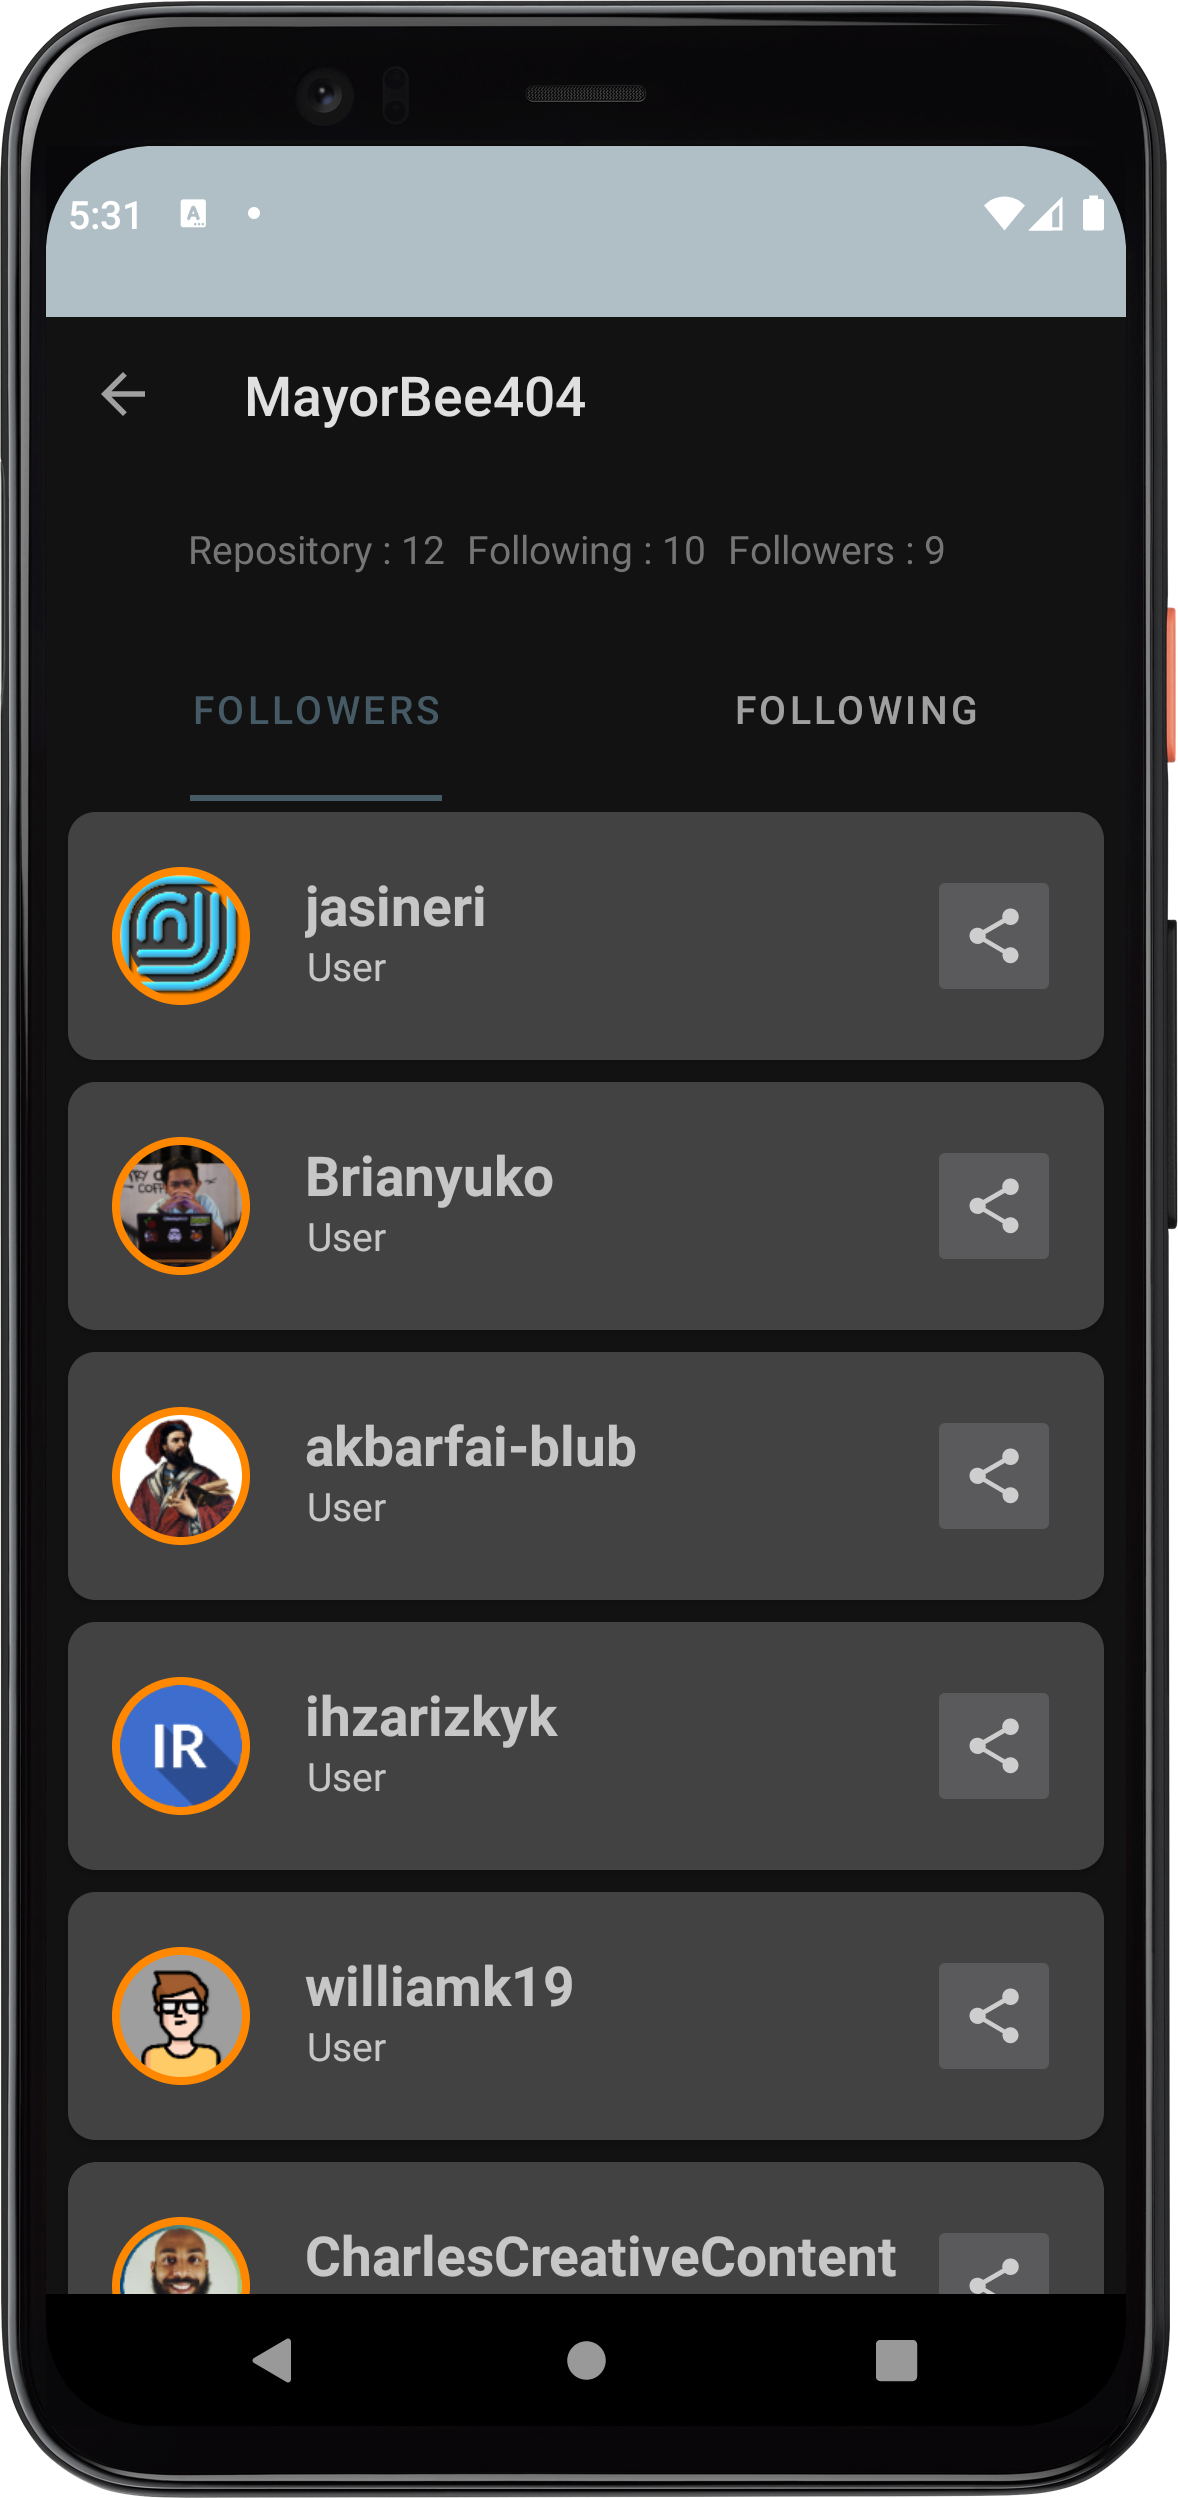 5:31
MayorBee404
Repository : 12 Following : 10 Followers : 9
FOLLOWERS FOLLOWING
jasineri
User
Brianyuko
User
akbarfai-blub
User
IR
ihzarizkyk
User
williamk19
User
CharlesCreativeContent